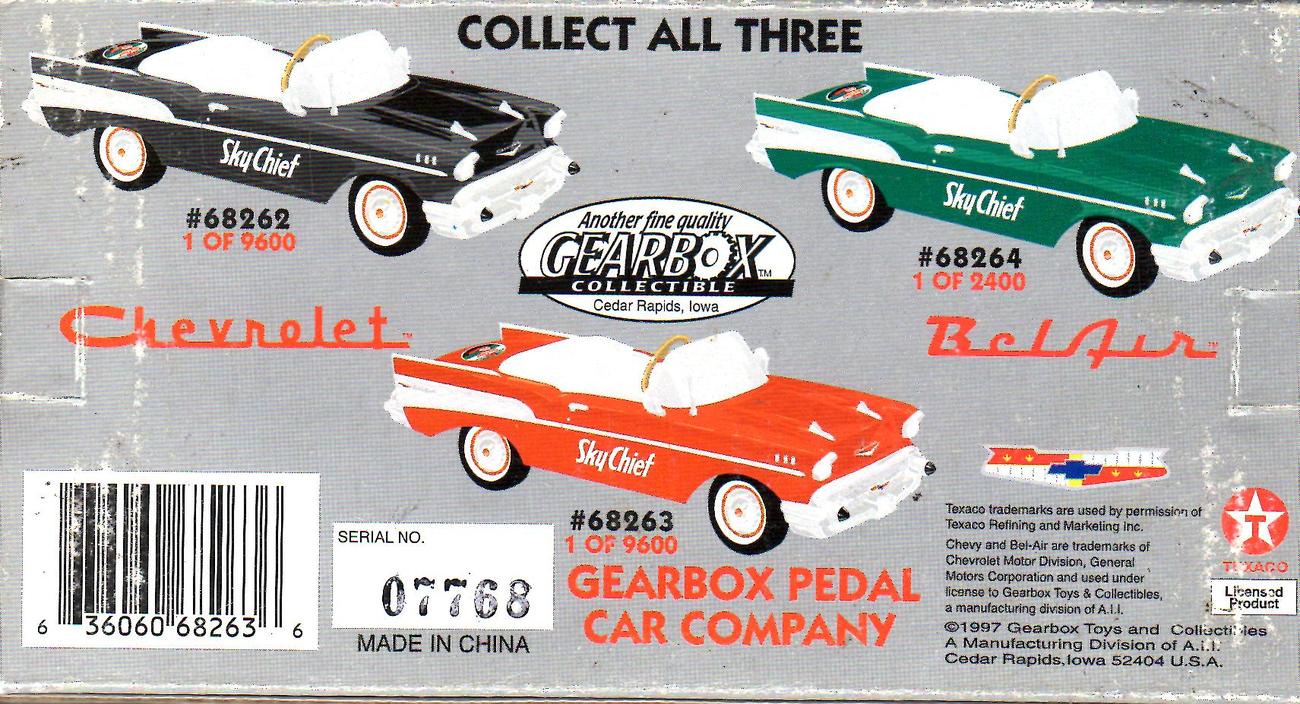 COLLECT ALL THREE
Sky Chief
#68262
1 OF 9600
Sky Chief
#68264
1 OF 2400
Another fine quality
GEARBOX™
COLLECTIBLE
Cedar Rapids, Iowa
Chevrolet™
Bel Air™
Sky Chief
#68263
1 OF 9600
GEARBOX PEDAL
CAR COMPANY
6 36060 68263 6
SERIAL NO.
07768
MADE IN CHINA
Texaco trademarks are used by permission of
Texaco Refining and Marketing Inc.
Chevy and Bel-Air are trademarks of
Chevrolet Motor Division, General
Motors Corporation and used under
license to Gearbox Toys & Collectibles,
a manufacturing division of A.I.I.
©1997 Gearbox Toys and Collectibles
A Manufacturing Division of A.I.I.
Cedar Rapids, Iowa 52404 U.S.A.
T
TEXACO
Licensed
Product